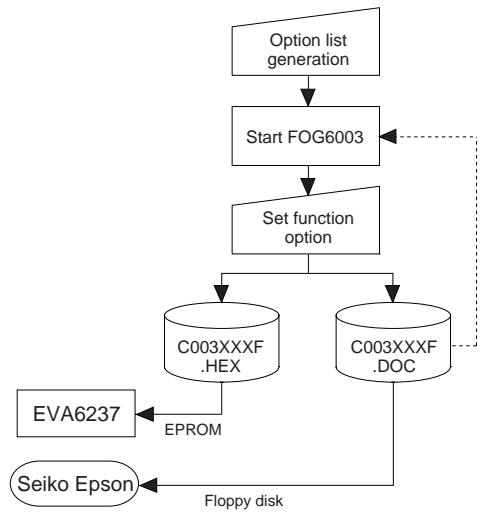 Option list
generation
Start FOG6003
Set function
option
C003XXXF
.HEX
C003XXXF
.DOC
EVA6237
EPROM
Seiko Epson
Floppy disk